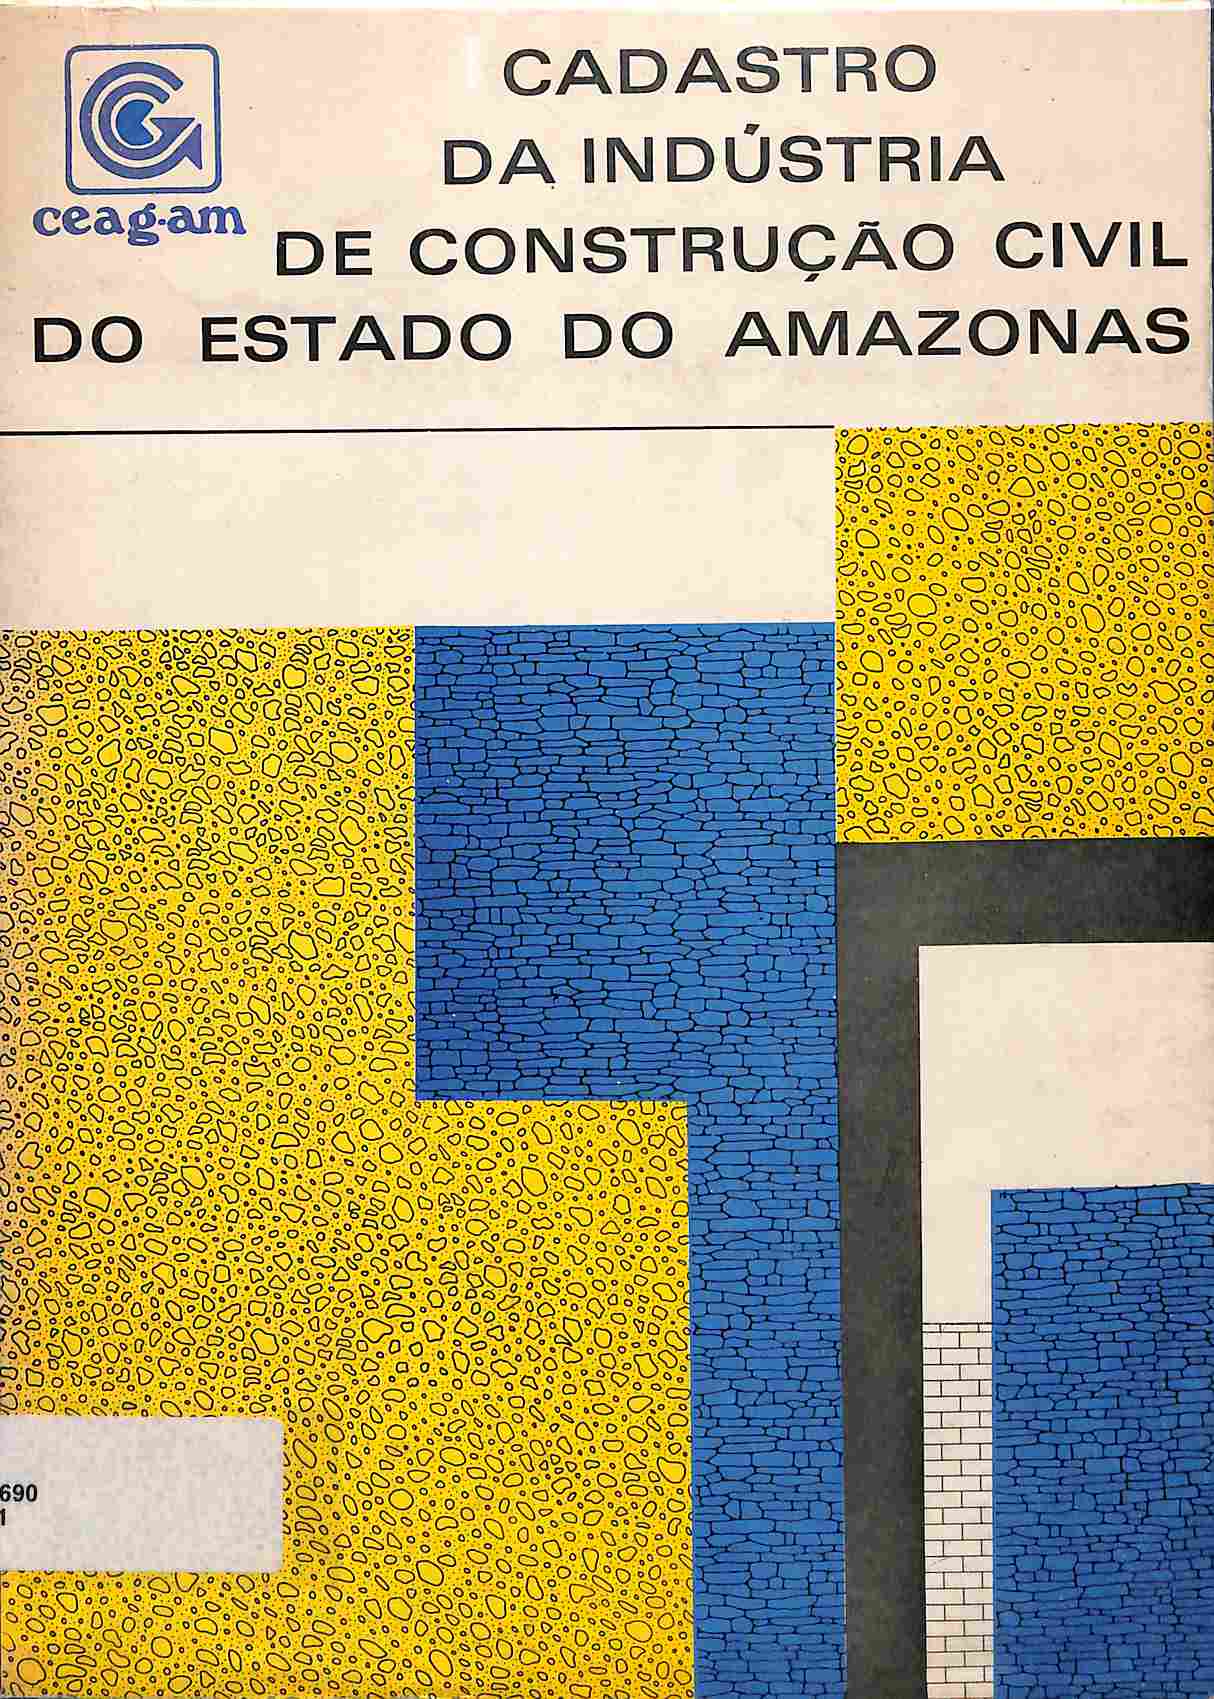 CADASTRO
DA INDÚSTRIA
DE CONSTRUÇÃO CIVIL
DO ESTADO DO AMAZONAS
ceag-am
690
1